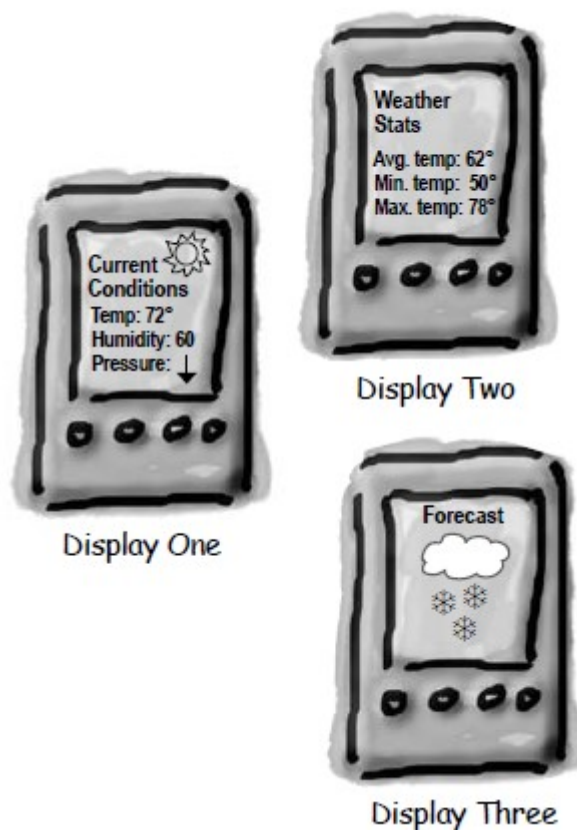 Weather
Stats
Avg. temp: 62°
Min. temp: 50°
Max. temp: 78°
Display Two
Current
Conditions
Temp: 72°
Humidity: 60
Pressure:
Display One
Forecast
Display Three